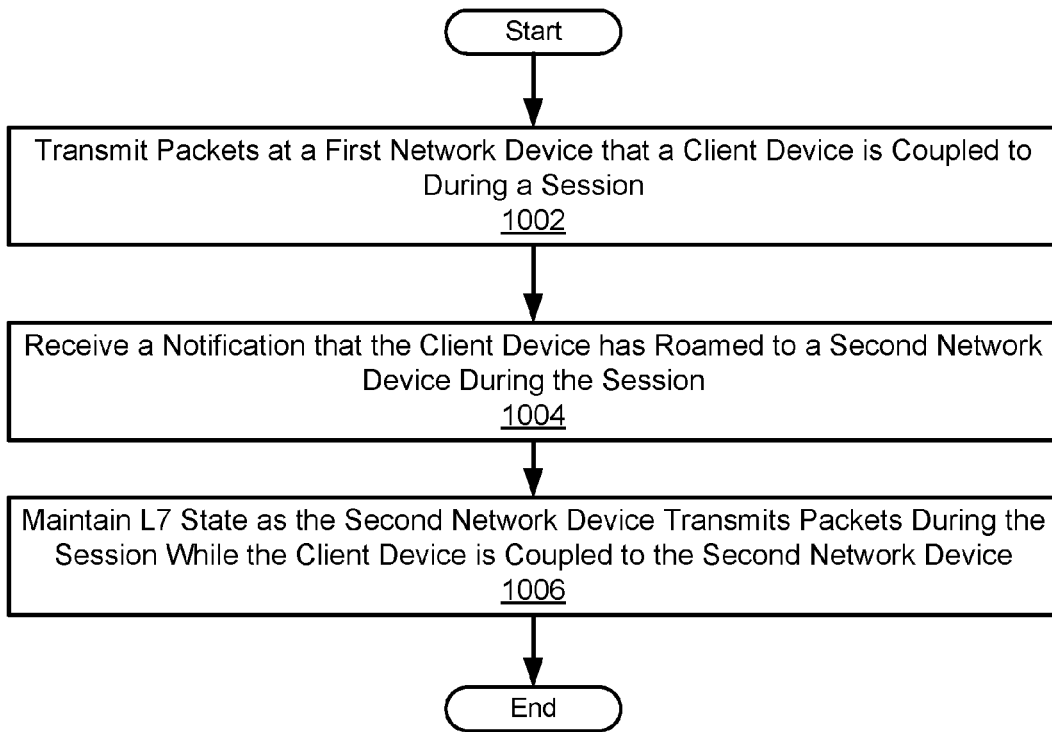 Start
Transmit Packets at a First Network Device that a Client Device is Coupled to
During a Session
1002
Receive a Notification that the Client Device has Roamed to a Second Network
Device During the Session
1004
Maintain L7 State as the Second Network Device Transmits Packets During the
Session While the Client Device is Coupled to the Second Network Device
1006
End